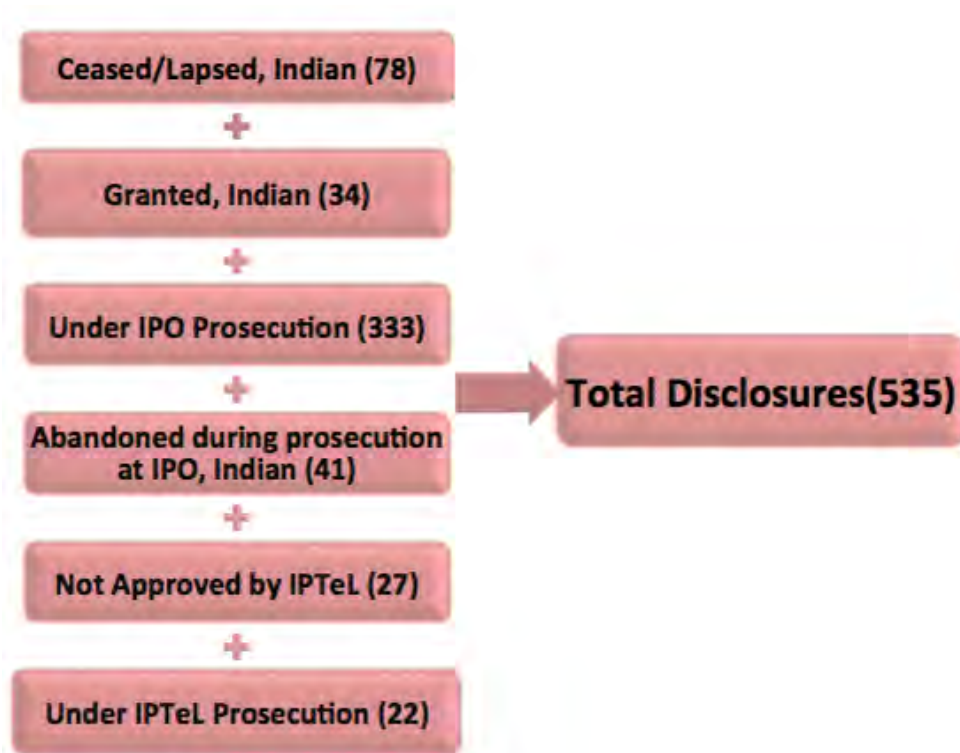 Ceased/Lapsed, Indian (78)
+
Granted, Indian (34)
+
Under IPO Prosecution (333)
+
Abandoned during prosecution
at IPO, Indian (41)
+
Not Approved by IPTeL (27)
+
Under IPTeL Prosecution (22)
Total Disclosures(535)